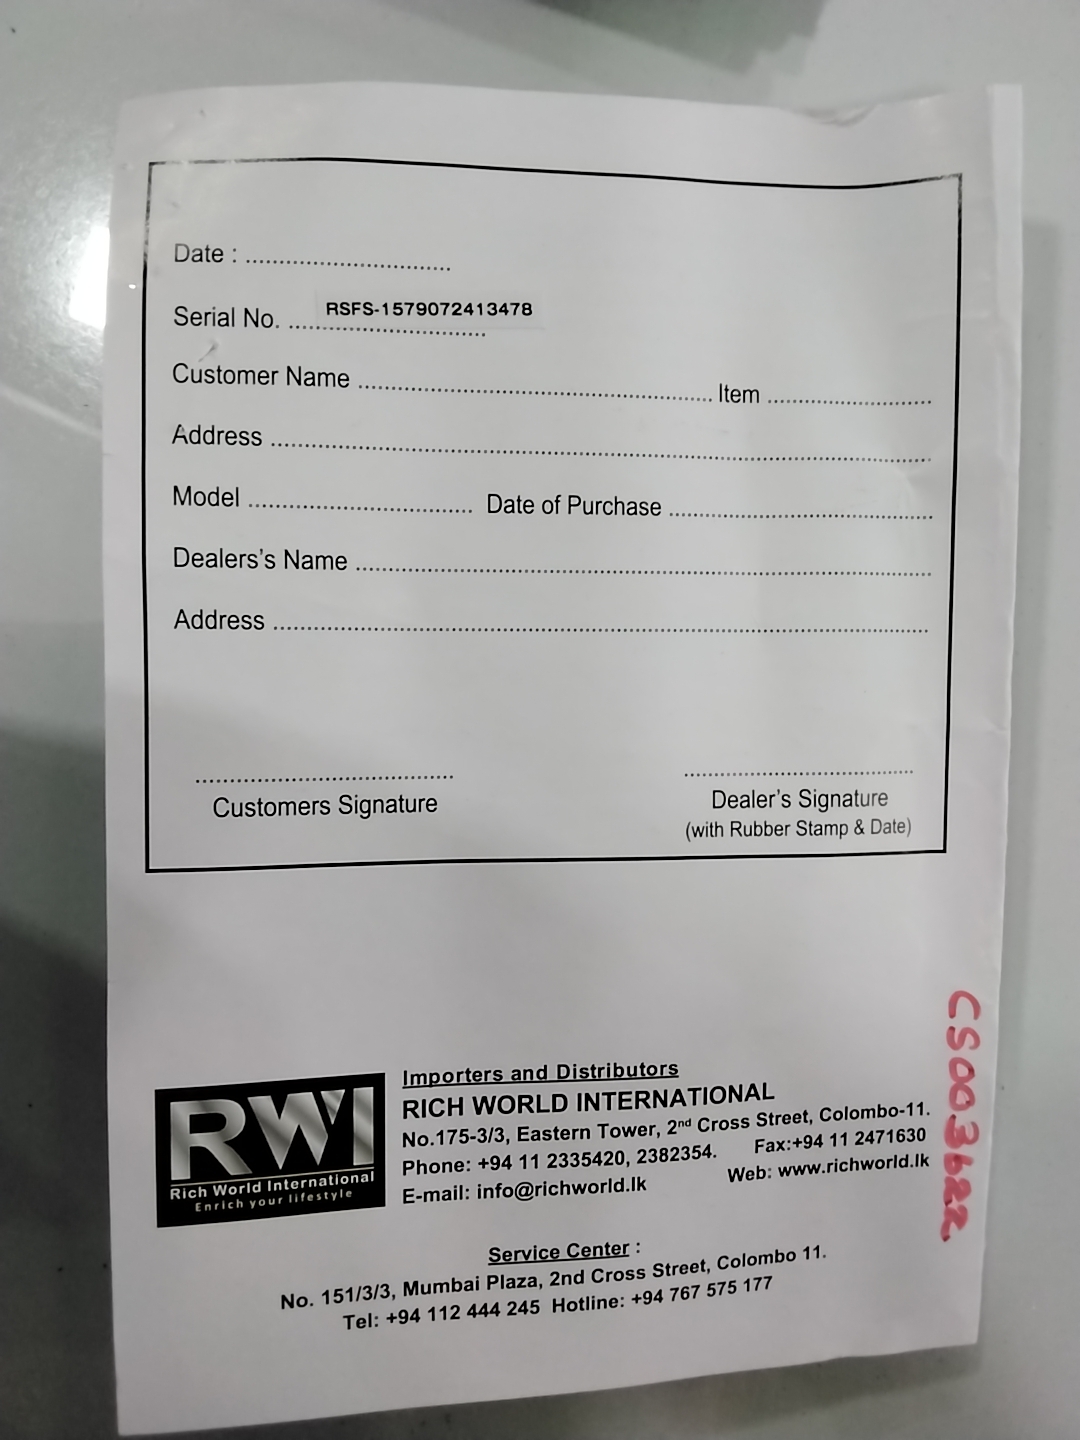 Date : ........................................
Serial No. ........................................
RSFS-1579072413478
Customer Name ........................................ Item ........................................
Address ........................................
Model ........................................ Date of Purchase ........................................
Dealers's Name ........................................
Address ........................................
Customers Signature
Dealer's Signature
(with Rubber Stamp & Date)
CS003622
RWI
Rich World International
Enrich your lifestyle
Importers and Distributors
RICH WORLD INTERNATIONAL
No.175-3/3, Eastern Tower, 2nd Cross Street, Colombo-11.
Phone: +94 11 2335420, 2382354. Fax:+94 11 2471630
E-mail: info@richworld.lk Web: www.richworld.lk
Service Center :
No. 151/3/3, Mumbai Plaza, 2nd Cross Street, Colombo 11.
Tel: +94 112 444 245 Hotline: +94 767 575 177